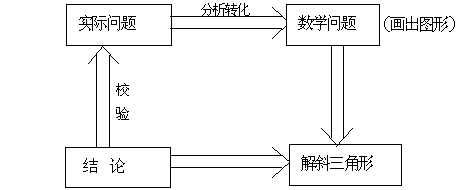 分析转化
实际问题
数学问题
(画出图形)
校
验
结 论
解斜三角形